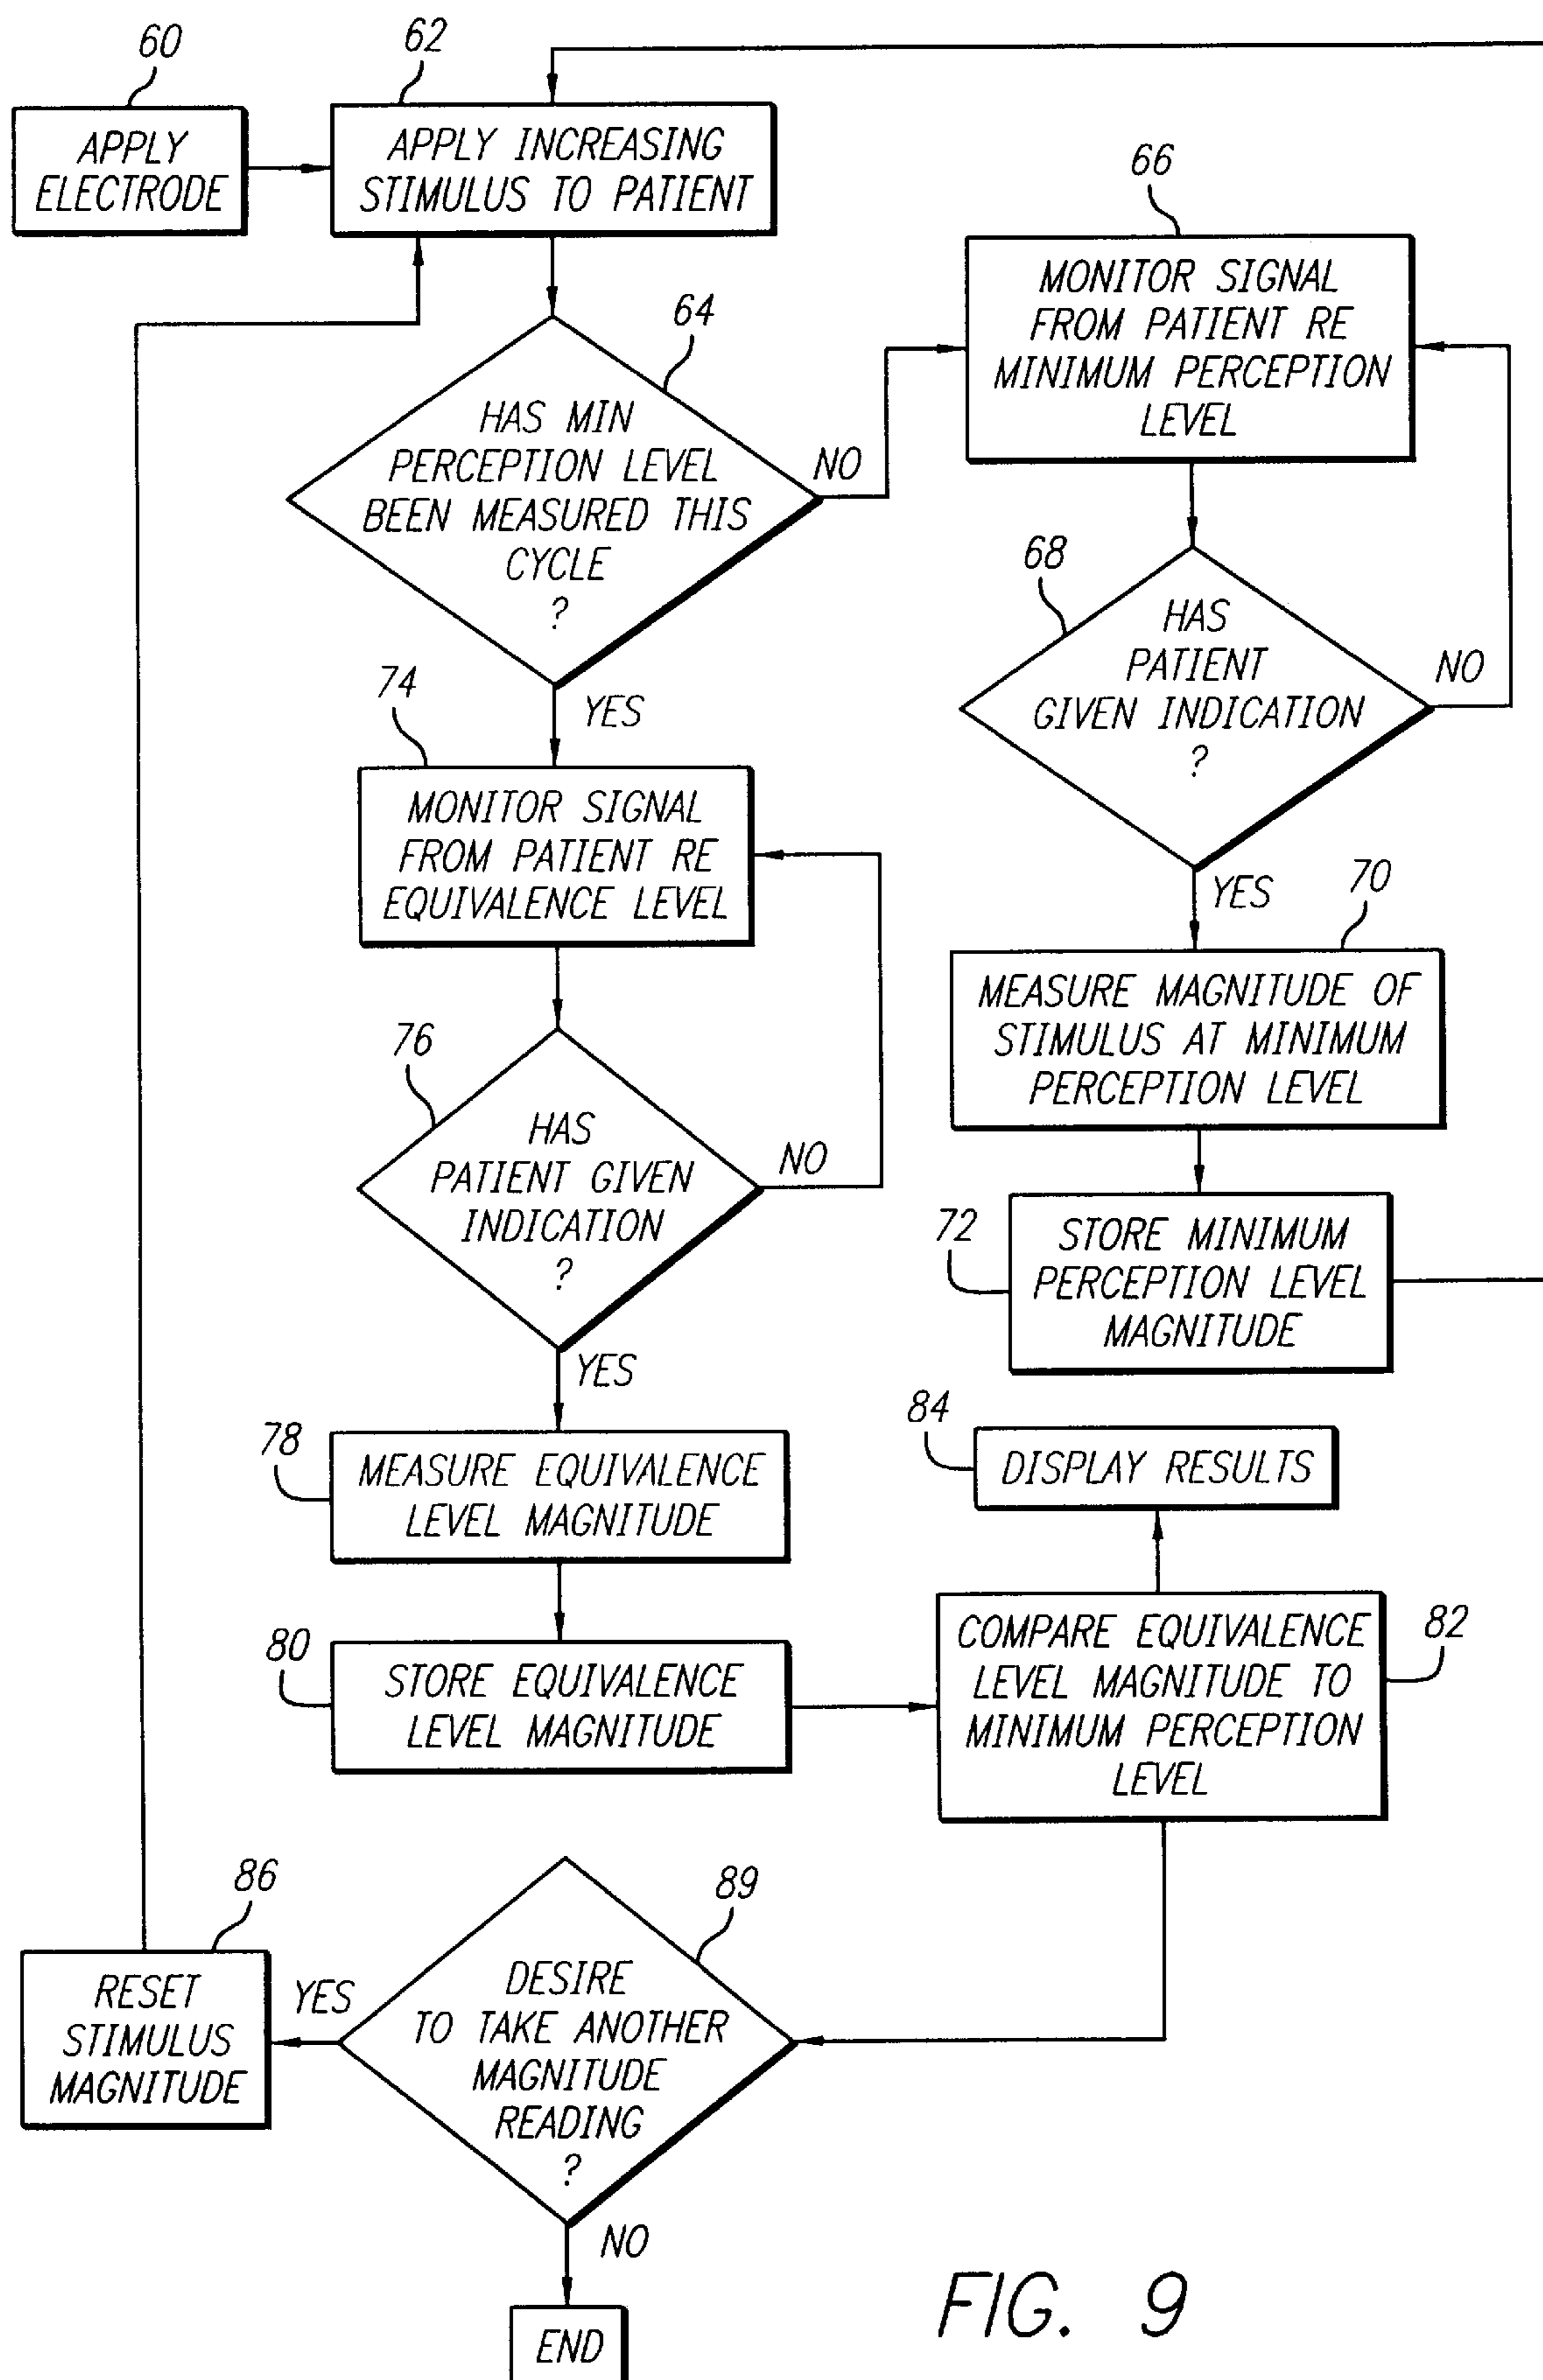 60
APPLY
ELECTRODE
62
APPLY INCREASING
STIMULUS TO PATIENT
64
HAS MIN
PERCEPTION LEVEL
BEEN MEASURED THIS
CYCLE
?
NO
YES
66
MONITOR SIGNAL
FROM PATIENT RE
MINIMUM PERCEPTION
LEVEL
68
HAS
PATIENT
GIVEN INDICATION
?
NO
YES
70
MEASURE MAGNITUDE OF
STIMULUS AT MINIMUM
PERCEPTION LEVEL
72
STORE MINIMUM
PERCEPTION LEVEL
MAGNITUDE
74
MONITOR SIGNAL
FROM PATIENT RE
EQUIVALENCE LEVEL
76
HAS
PATIENT GIVEN
INDICATION
?
NO
YES
78
MEASURE EQUIVALENCE
LEVEL MAGNITUDE
80
STORE EQUIVALENCE
LEVEL MAGNITUDE
84
DISPLAY RESULTS
82
COMPARE EQUIVALENCE
LEVEL MAGNITUDE TO
MINIMUM PERCEPTION
LEVEL
89
DESIRE
TO TAKE ANOTHER
MAGNITUDE
READING
?
YES
NO
86
RESET
STIMULUS
MAGNITUDE
END
FIG. 9